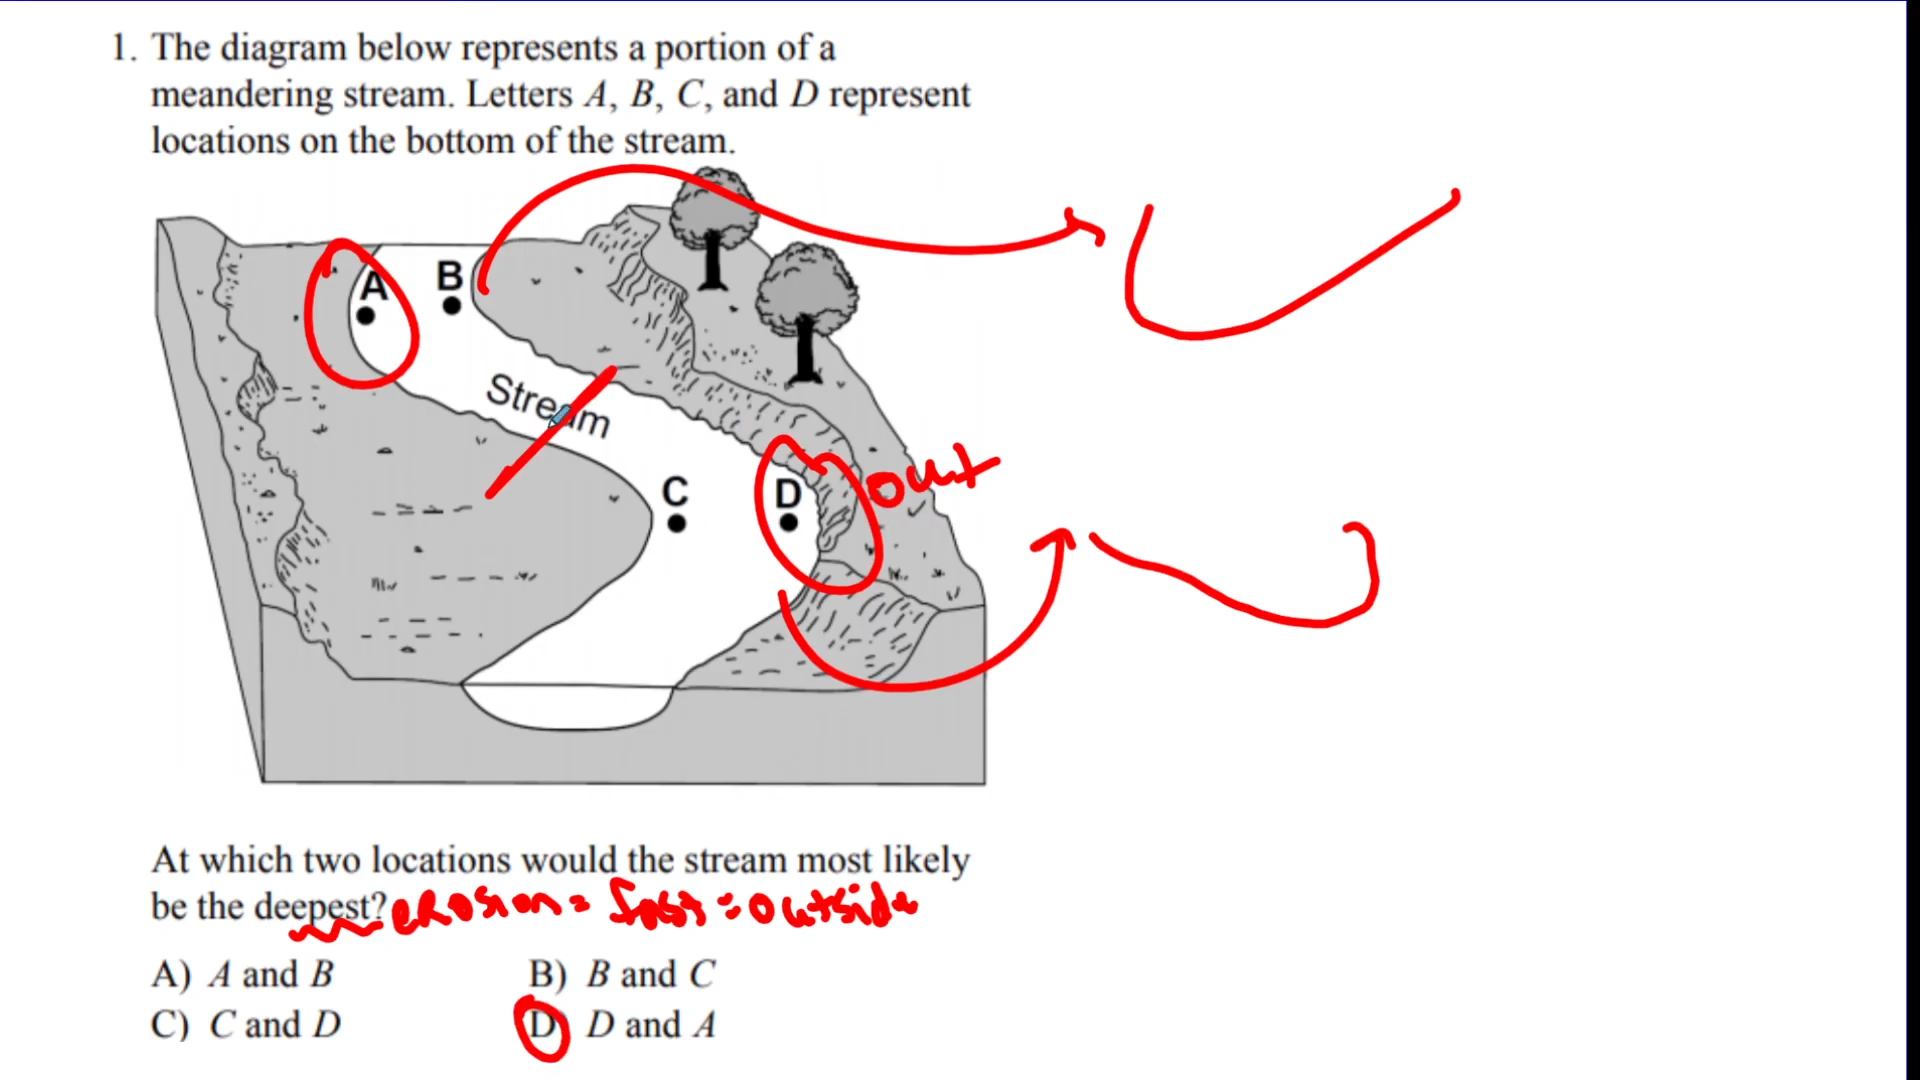 1. The diagram below represents a portion of a
meandering stream. Letters A, B, C, and D represent
locations on the bottom of the stream.
A
B
Stream
C
D
out
At which two locations would the stream most likely
be the deepest? erosion = fast = outside
A) A and B B) B and C
C) C and D D) D and A